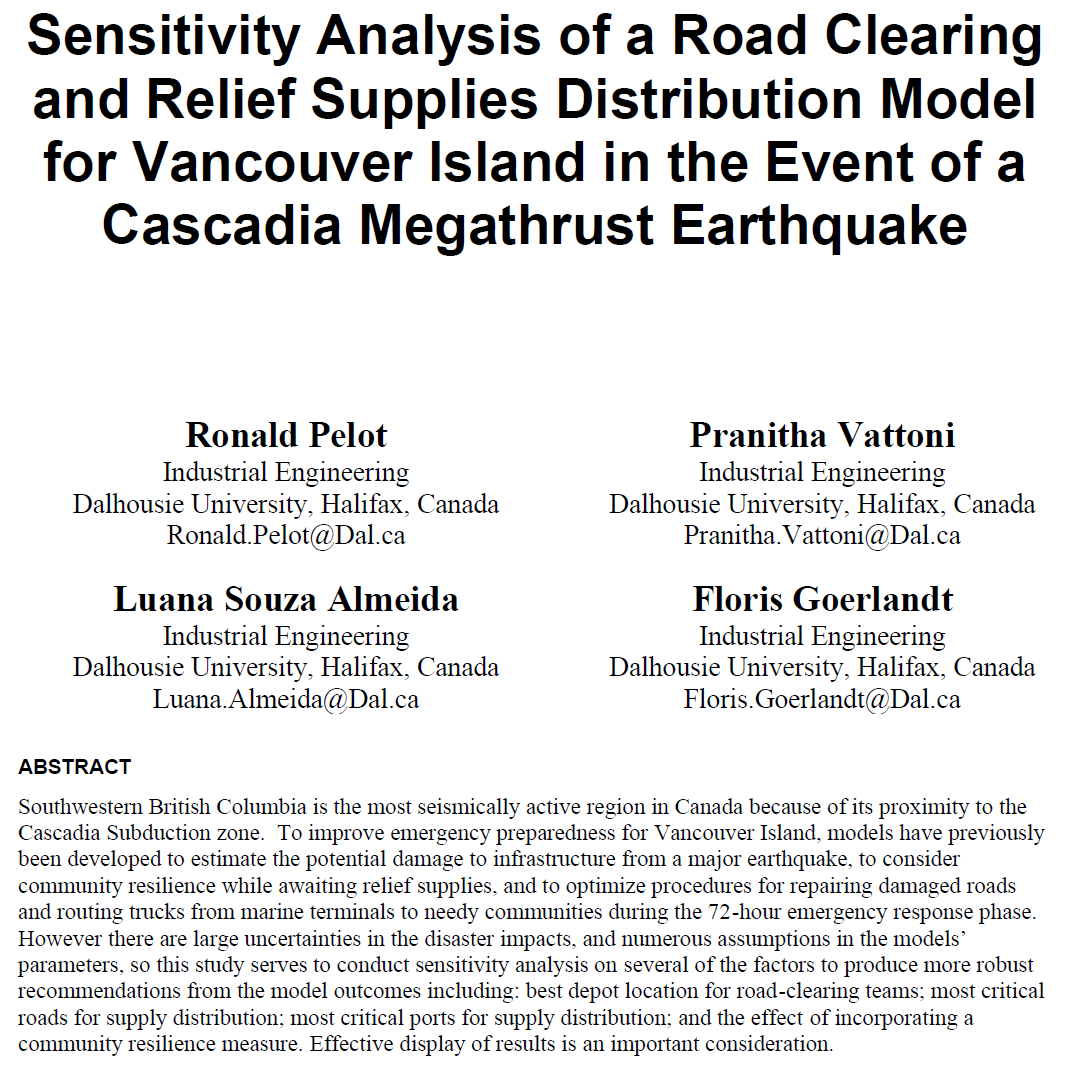 Sensitivity Analysis of a Road Clearing
and Relief Supplies Distribution Model
for Vancouver Island in the Event of a
Cascadia Megathrust Earthquake
Ronald Pelot
Industrial Engineering
Dalhousie University, Halifax, Canada
Ronald.Pelot@Dal.ca
Pranitha Vattoni
Industrial Engineering
Dalhousie University, Halifax, Canada
Pranitha.Vattoni@Dal.ca
Luana Souza Almeida
Industrial Engineering
Dalhousie University, Halifax, Canada
Luana.Almeida@Dal.ca
Floris Goerlandt
Industrial Engineering
Dalhousie University, Halifax, Canada
Floris.Goerlandt@Dal.ca
ABSTRACT
Southwestern British Columbia is the most seismically active region in Canada because of its proximity to the
Cascadia Subduction zone.  To improve emergency preparedness for Vancouver Island, models have previously
been developed to estimate the potential damage to infrastructure from a major earthquake, to consider
community resilience while awaiting relief supplies, and to optimize procedures for repairing damaged roads
and routing trucks from marine terminals to needy communities during the 72-hour emergency response phase.
However there are large uncertainties in the disaster impacts, and numerous assumptions in the models’
parameters, so this study serves to conduct sensitivity analysis on several of the factors to produce more robust
recommendations from the model outcomes including: best depot location for road-clearing teams; most critical
roads for supply distribution; most critical ports for supply distribution; and the effect of incorporating a
community resilience measure. Effective display of results is an important consideration.